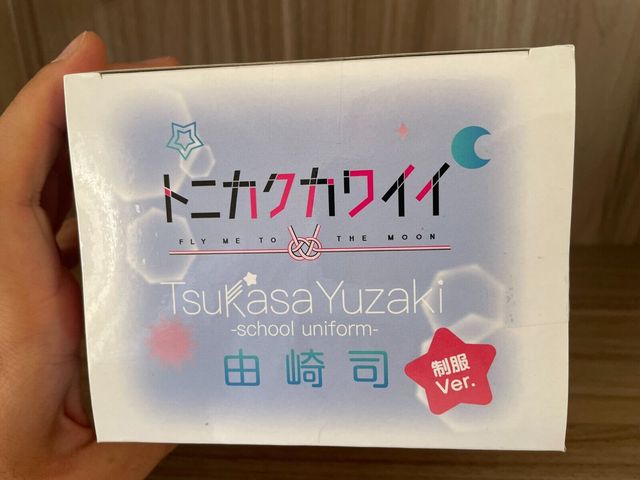 トニカクカワイイ
FLY ME TO THE MOON
Tsukasa Yuzaki
-school uniform-
由崎司
制服
Ver.